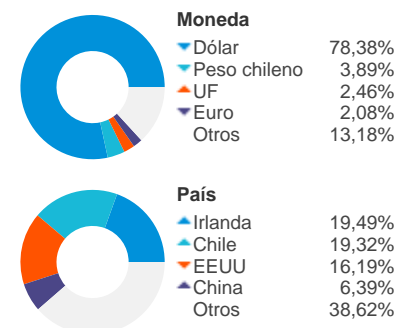 Moneda
Dólar 78,38%
Peso chileno 3,89%
UF 2,46%
Euro 2,08%
Otros 13,18%
País
Irlanda 19,49%
Chile 19,32%
EEUU 16,19%
China 6,39%
Otros 38,62%